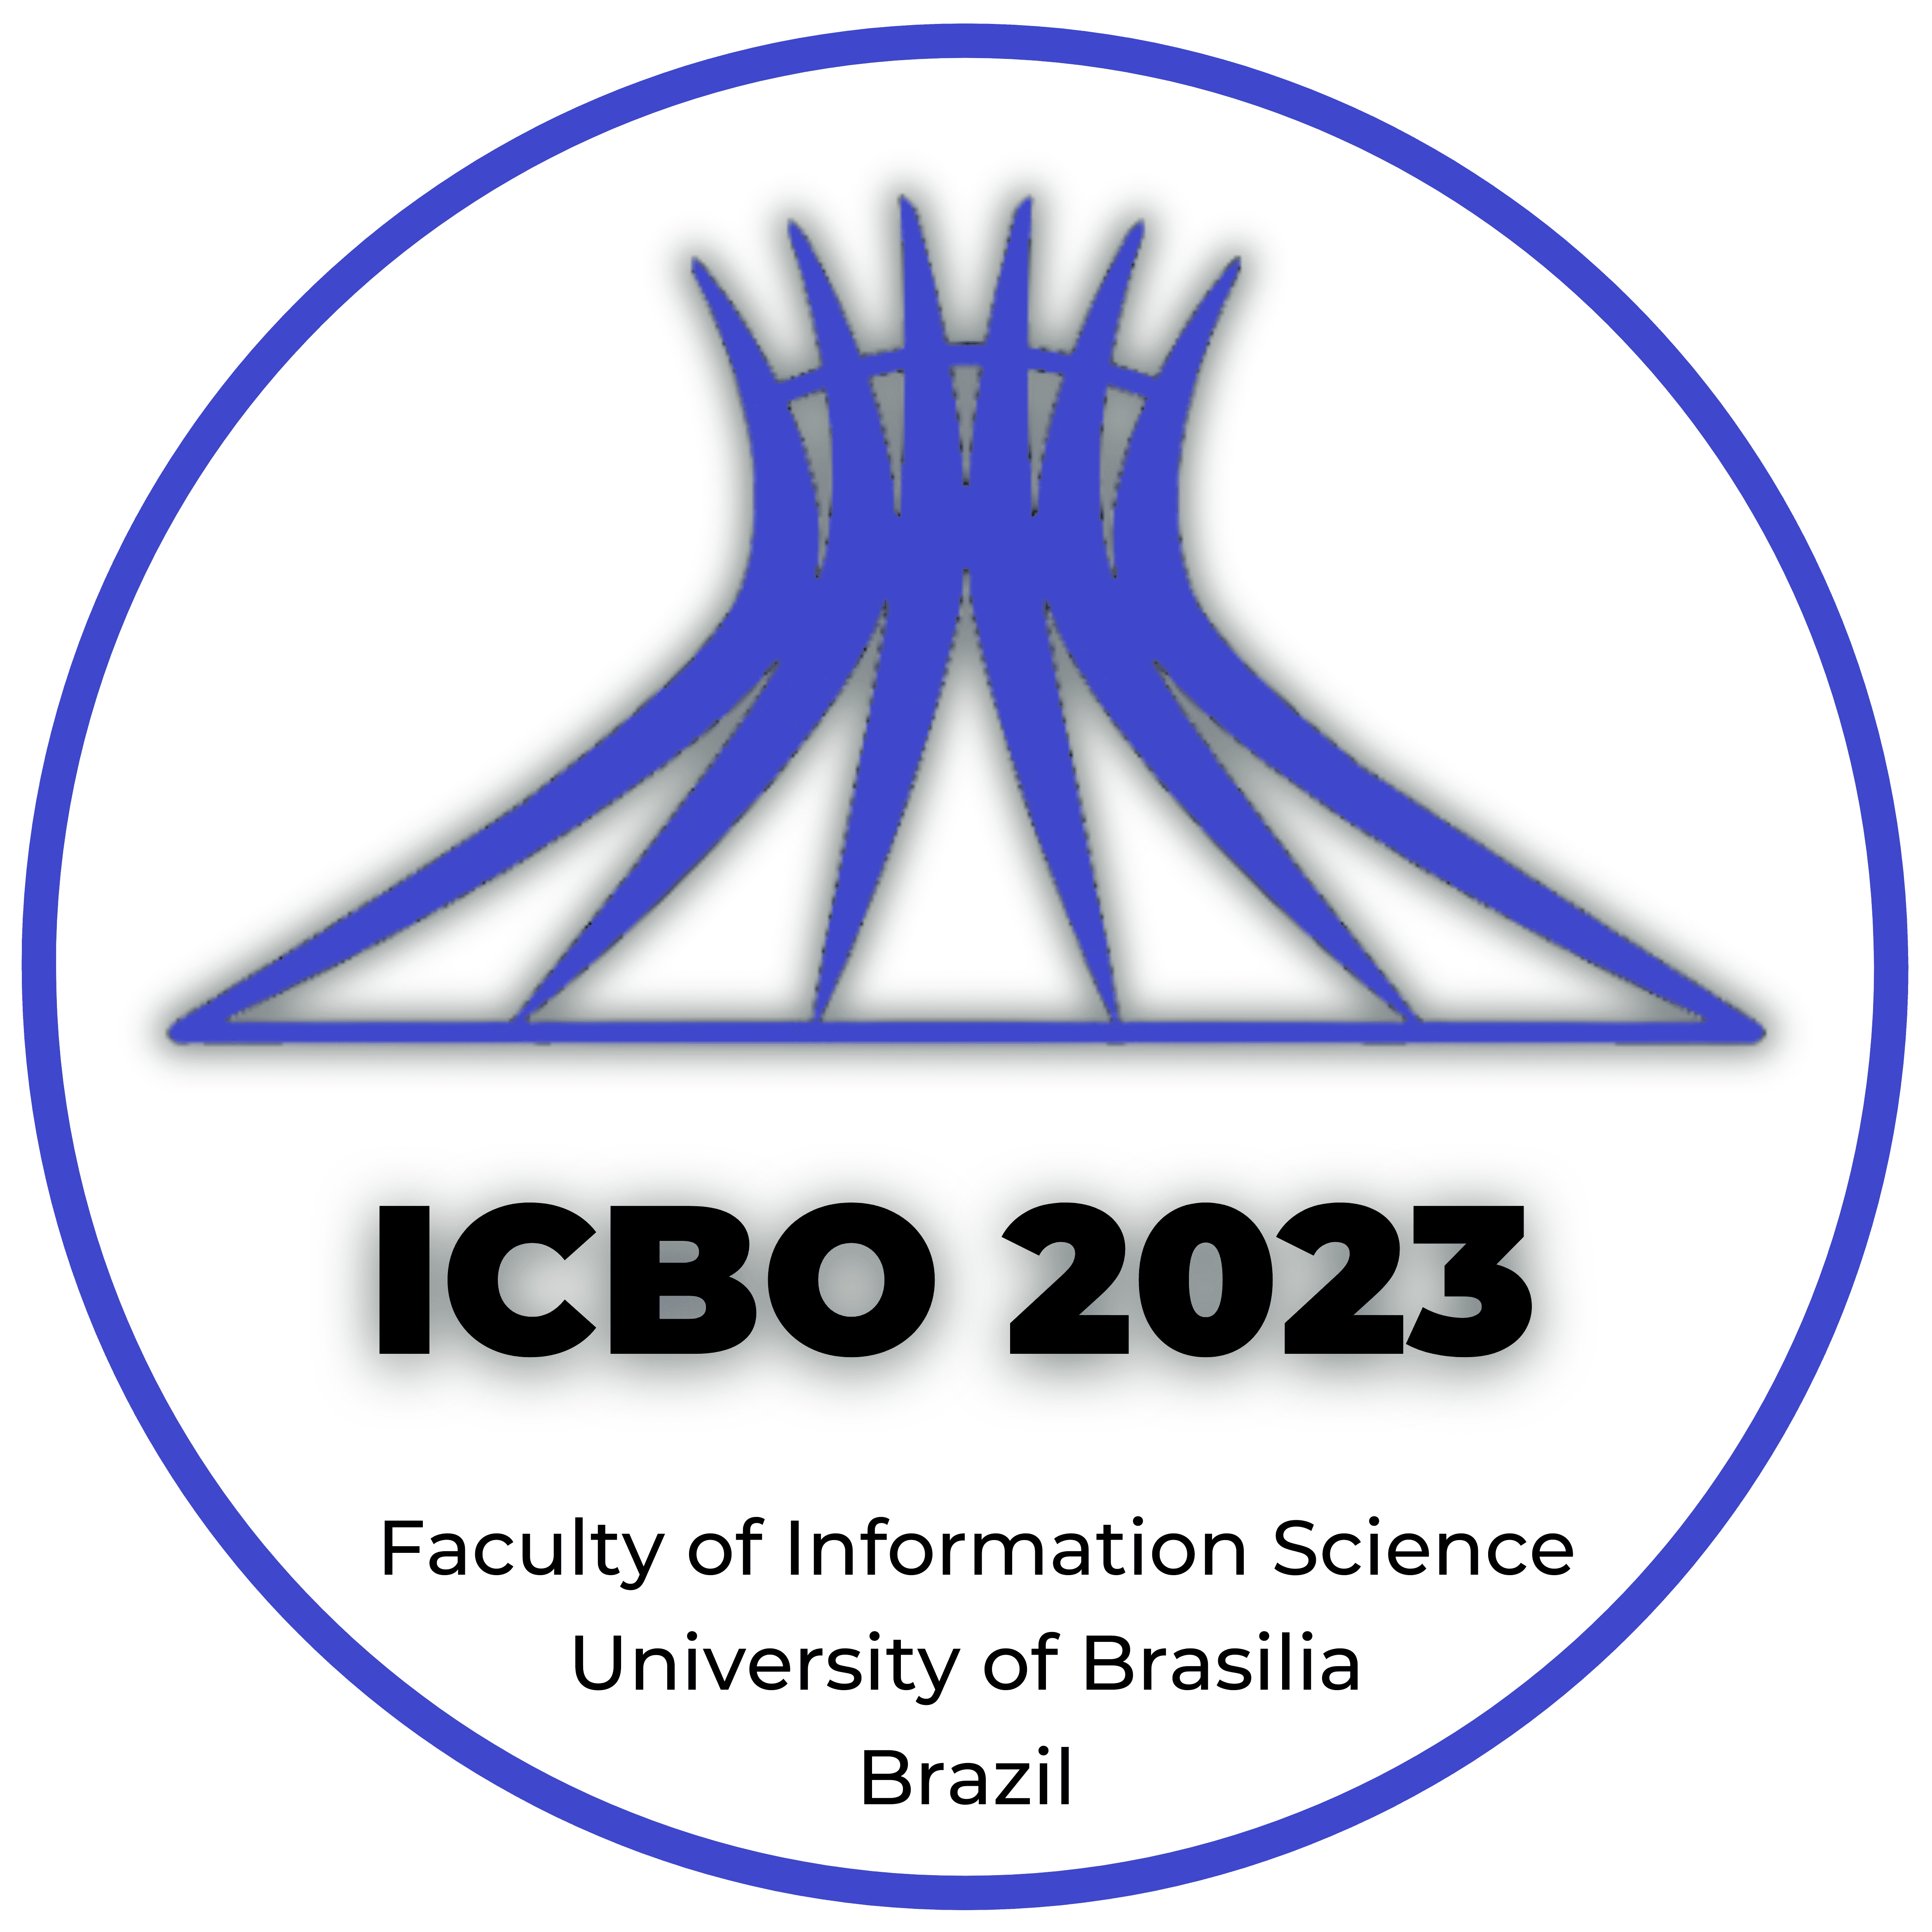 ICBO 2023
Faculty of Information Science
University of Brasilia
Brazil